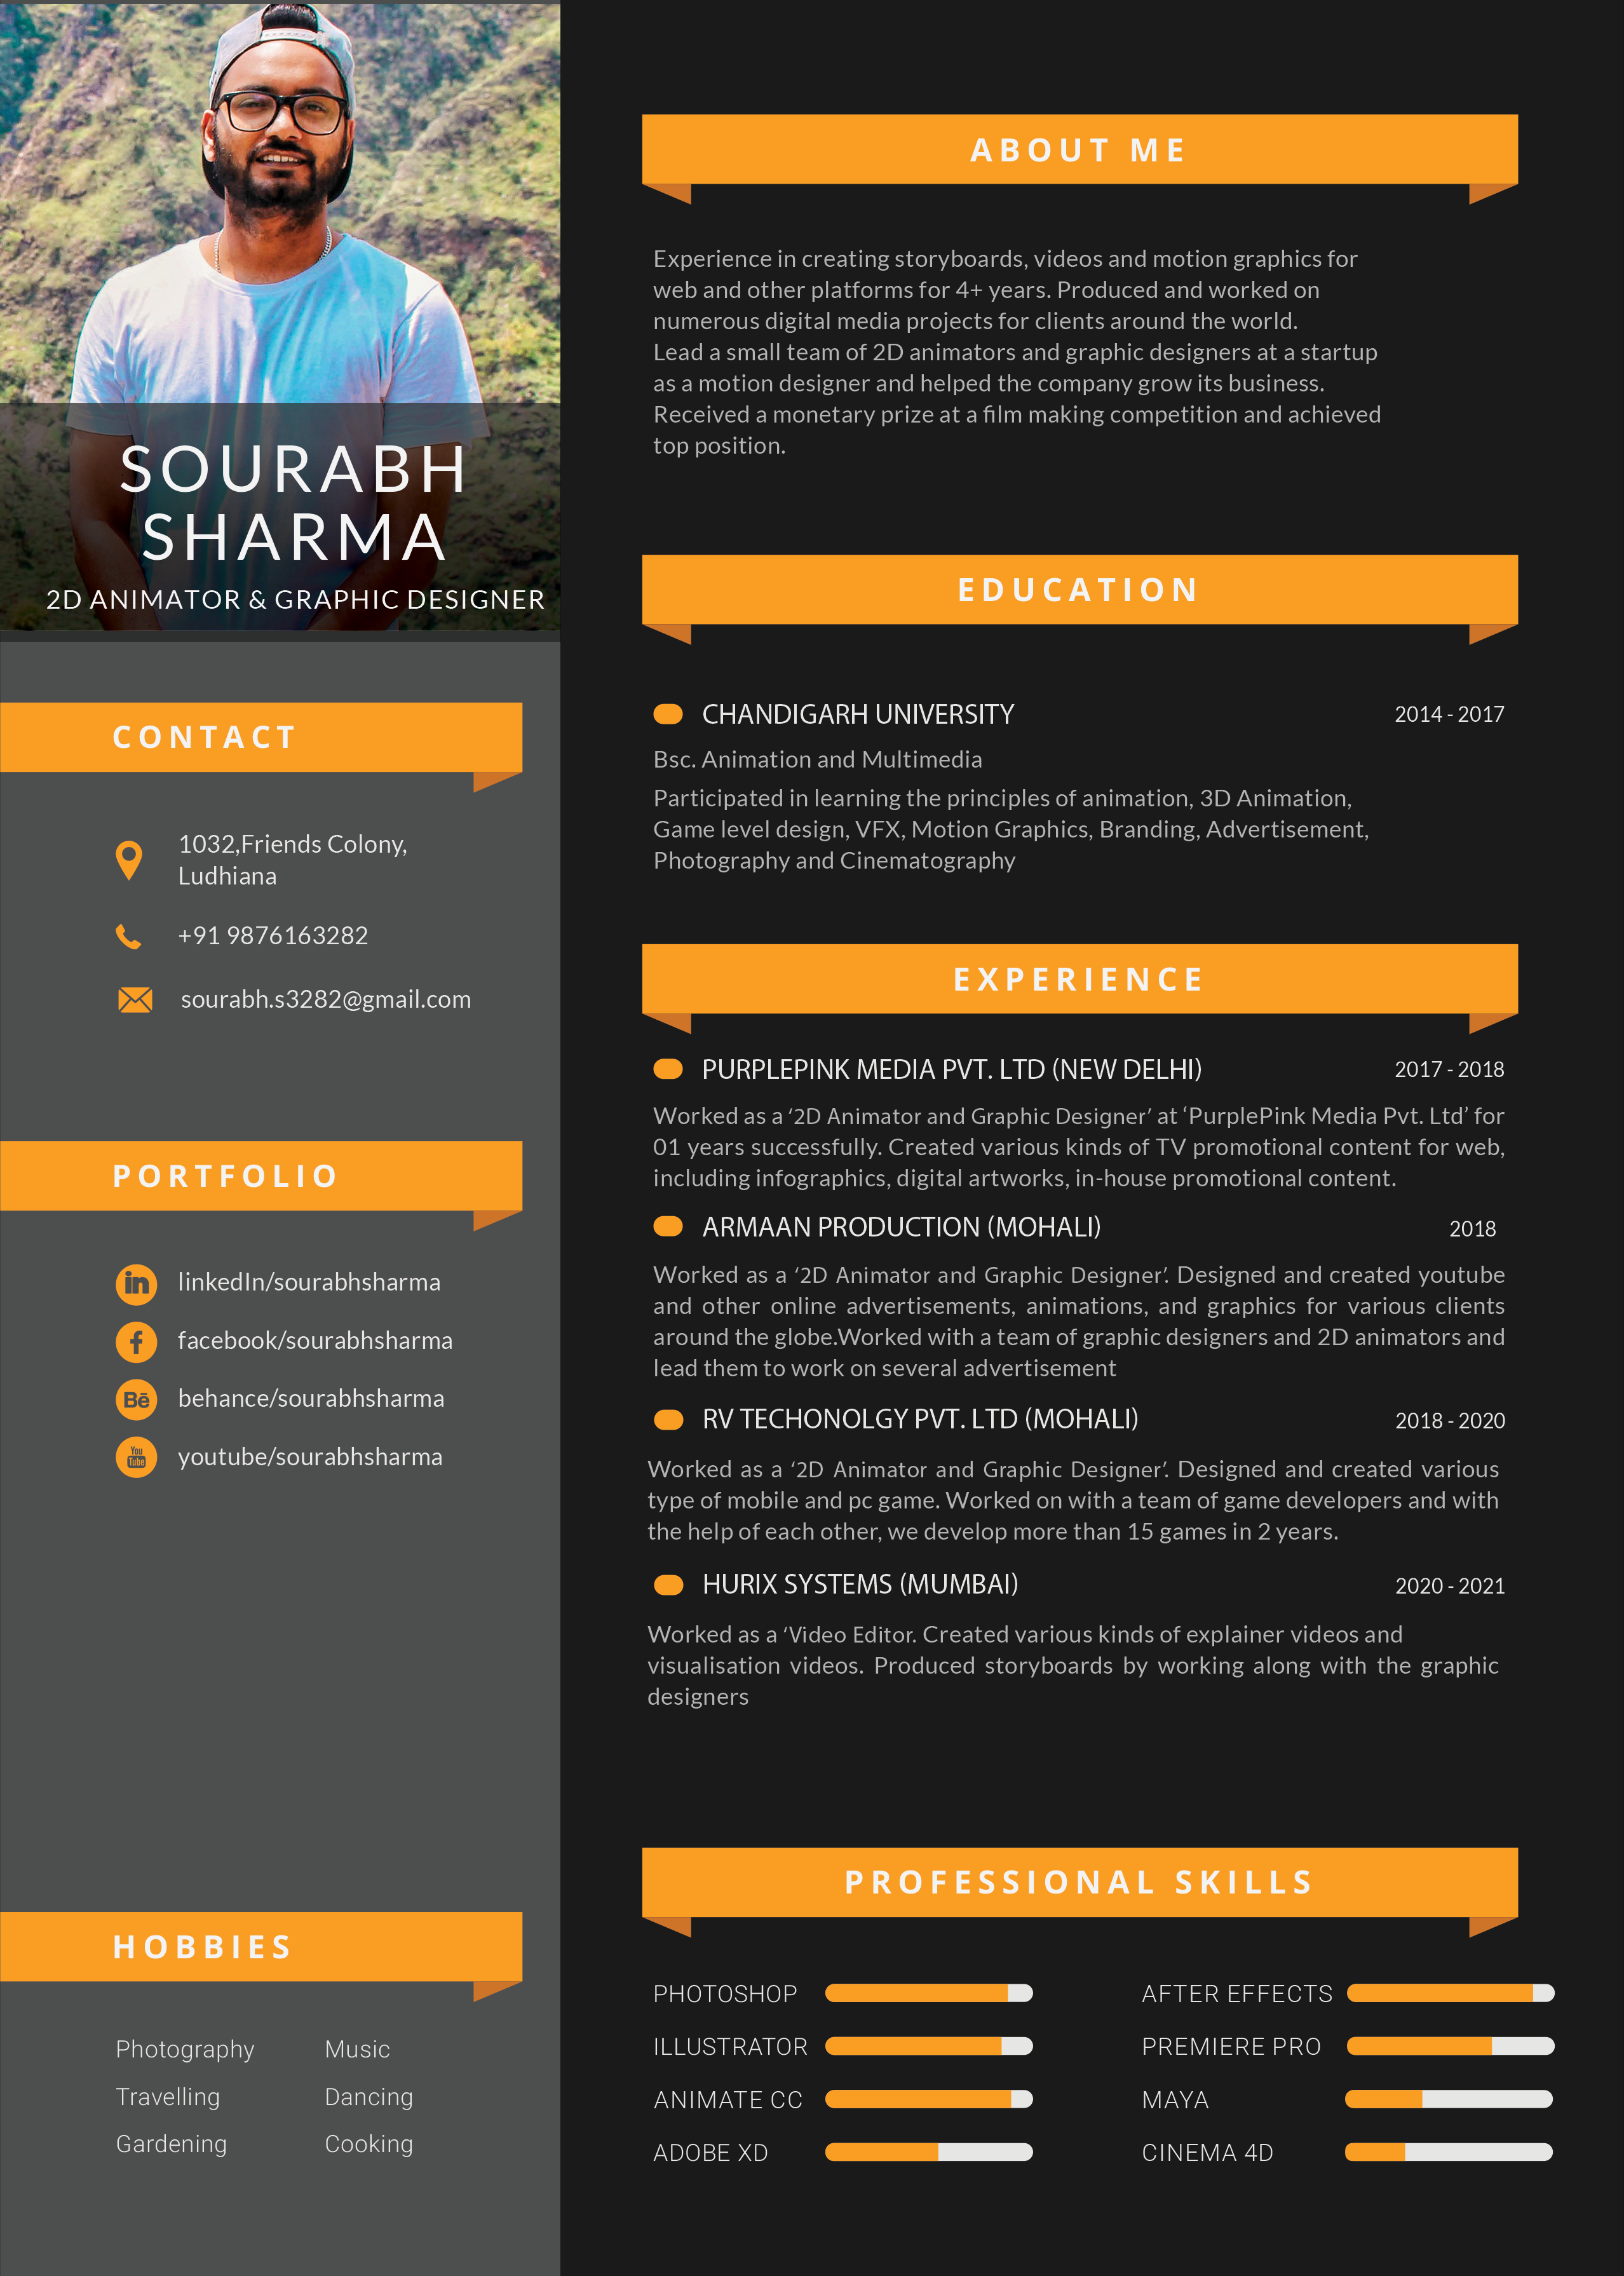 SOURABH
SHARMA
2D ANIMATOR & GRAPHIC DESIGNER
CONTACT
1032,Friends Colony,
Ludhiana
+91 9876163282
sourabh.s3282@gmail.com
PORTFOLIO
in
linkedIn/sourabhsharma
f
facebook/sourabhsharma
Bē
behance/sourabhsharma
You
Tube
youtube/sourabhsharma
HOBBIES
Photography Music
Travelling Dancing
Gardening Cooking
ABOUT ME
Experience in creating storyboards, videos and motion graphics for
web and other platforms for 4+ years. Produced and worked on
numerous digital media projects for clients around the world.
Lead a small team of 2D animators and graphic designers at a startup
as a motion designer and helped the company grow its business.
Received a monetary prize at a film making competition and achieved
top position.
EDUCATION
CHANDIGARH UNIVERSITY 2014 - 2017
Bsc. Animation and Multimedia
Participated in learning the principles of animation, 3D Animation,
Game level design, VFX, Motion Graphics, Branding, Advertisement,
Photography and Cinematography
EXPERIENCE
PURPLEPINK MEDIA PVT. LTD (NEW DELHI) 2017 - 2018
Worked as a ‘2D Animator and Graphic Designer’ at ‘PurplePink Media Pvt. Ltd’ for
01 years successfully. Created various kinds of TV promotional content for web,
including infographics, digital artworks, in-house promotional content.
ARMAAN PRODUCTION (MOHALI) 2018
Worked as a ‘2D Animator and Graphic Designer’. Designed and created youtube
and other online advertisements, animations, and graphics for various clients
around the globe.Worked with a team of graphic designers and 2D animators and
lead them to work on several advertisement
RV TECHONOLGY PVT. LTD (MOHALI) 2018 - 2020
Worked as a ‘2D Animator and Graphic Designer’. Designed and created various
type of mobile and pc game. Worked on with a team of game developers and with
the help of each other, we develop more than 15 games in 2 years.
HURIX SYSTEMS (MUMBAI) 2020 - 2021
Worked as a ‘Video Editor. Created various kinds of explainer videos and
visualisation videos. Produced storyboards by working along with the graphic
designers
PROFESSIONAL SKILLS
PHOTOSHOP AFTER EFFECTS
ILLUSTRATOR PREMIERE PRO
ANIMATE CC MAYA
ADOBE XD CINEMA 4D